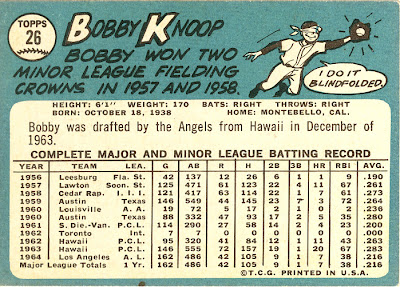 TOPPS
26
BOBBY KNOOP
BOBBY WON TWO
MINOR LEAGUE FIELDING
CROWNS IN 1957 AND 1958.
I DO IT
BLINDFOLDED.
HEIGHT: 6'1" WEIGHT: 170 BATS: RIGHT THROWS: RIGHT
BORN: OCTOBER 18, 1938 HOME: MONTEBELLO, CAL.
Bobby was drafted by the Angels from Hawaii in December of
1963.
COMPLETE MAJOR AND MINOR LEAGUE BATTING RECORD
YEAR TEAM LEA. G AB R H 2B 3B HR RBI AVG.
1956 Leesburg Fla. St. 42 137 12 26 6 1 1 9 .190
1957 Lawton Soon. St. 125 471 61 123 22 4 11 67 .261
1958 Cedar Rap. I. I. I. 121 417 63 114 22 1 7 61 .273
1959 Austin Texas 149 548 44 145 23 7 3 72 .264
1960 Louisville A. A. 19 72 5 17 2 0 1 2 .236
1960 Austin Texas 88 332 47 93 17 2 5 35 .280
1961 S. Die.-Van. P.C.L. 114 290 27 58 14 2 4 23 .200
1962 Toronto Int. 7 7 0 0 0 0 0 0 .000
1962 Hawaii P.C.L. 95 320 41 84 12 1 11 43 .263
1963 Hawaii P.C.L. 146 555 72 157 19 1 20 67 .283
1964 Los Angeles A. L. 162 486 42 105 9 1 7 38 .216
Major League Totals 1 Yr. 162 486 42 105 9 1 7 38 .216
©T.C.G. PRINTED IN U.S.A.